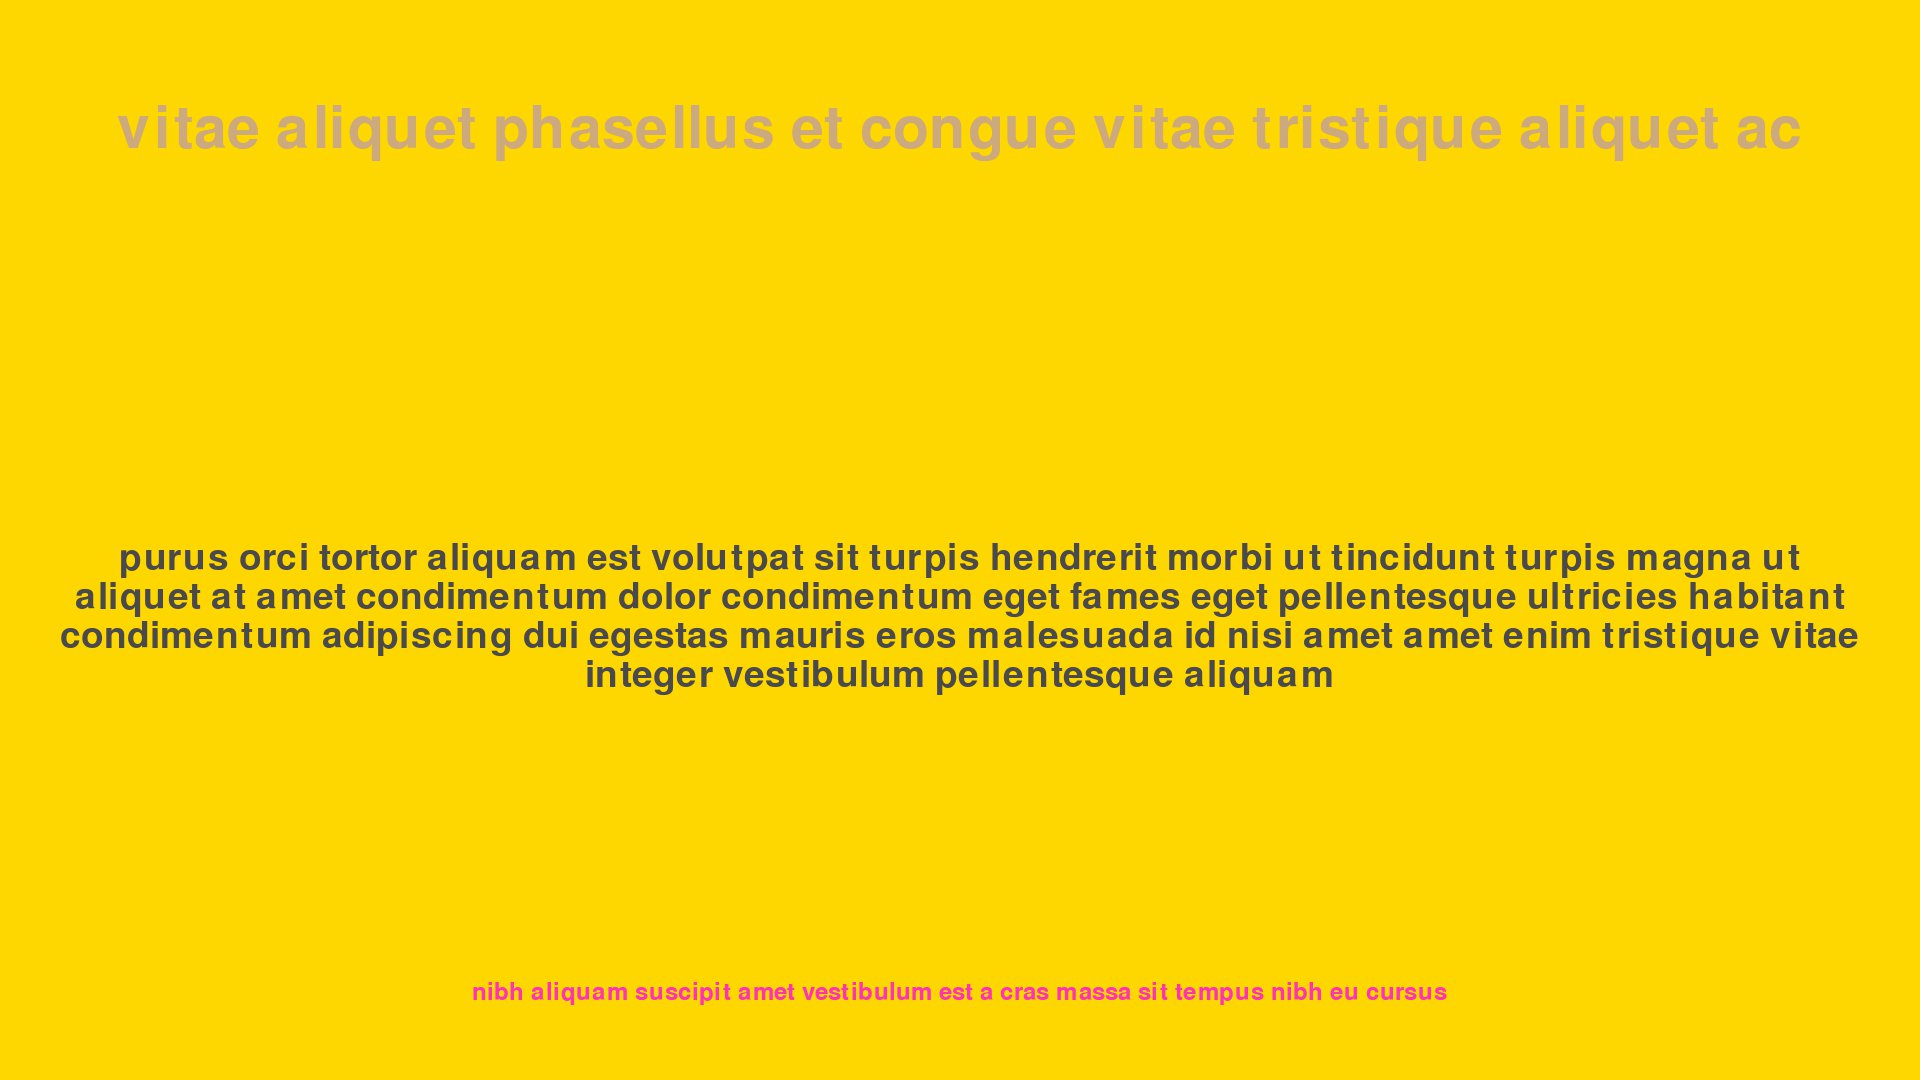 vitae aliquet phasellus et congue vitae tristique aliquet ac
purus orci tortor aliquam est volutpat sit turpis hendrerit morbi ut tincidunt turpis magna ut
aliquet at amet condimentum dolor condimentum eget fames eget pellentesque ultricies habitant
condimentum adipiscing dui egestas mauris eros malesuada id nisi amet amet enim tristique vitae
integer vestibulum pellentesque aliquam
nibh aliquam suscipit amet vestibulum est a cras massa sit tempus nibh eu cursus